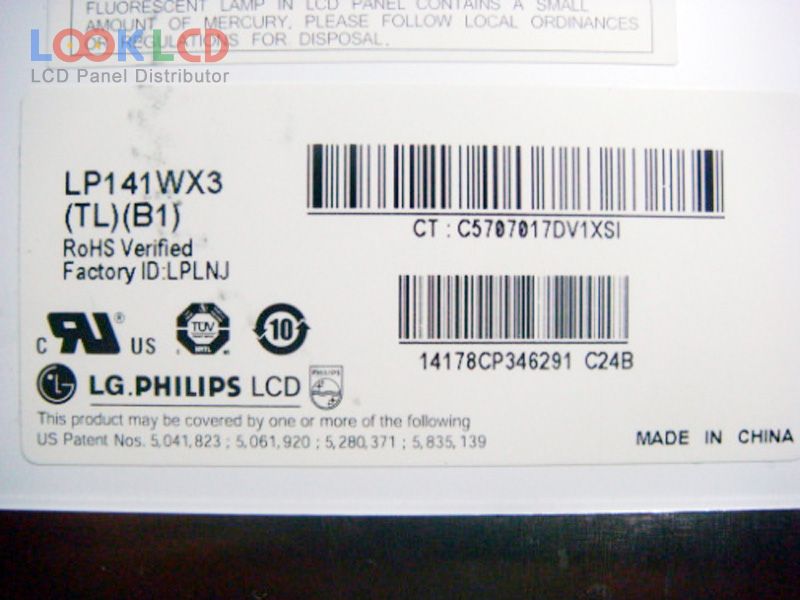 FLUORESCENT LAMP IN LCD PANEL CONTAINS A SMALL
AMOUNT OF MERCURY, PLEASE FOLLOW LOCAL ORDINANCES
OR REGULATIONS FOR DISPOSAL.
LOOKLCD
LCD Panel Distributor
LP141WX3
(TL)(B1)
RoHS Verified
Factory ID:LPLNJ
CT : C5707017DV1XSI
14178CP346291 C24B
C US ®
TUV
10
LG.PHILIPS LCD
PHILIPS
This product may be covered by one or more of the following
US Patent Nos. 5,041,823 ; 5,061,920 ; 5,280,371 ; 5,835,139
MADE IN CHINA